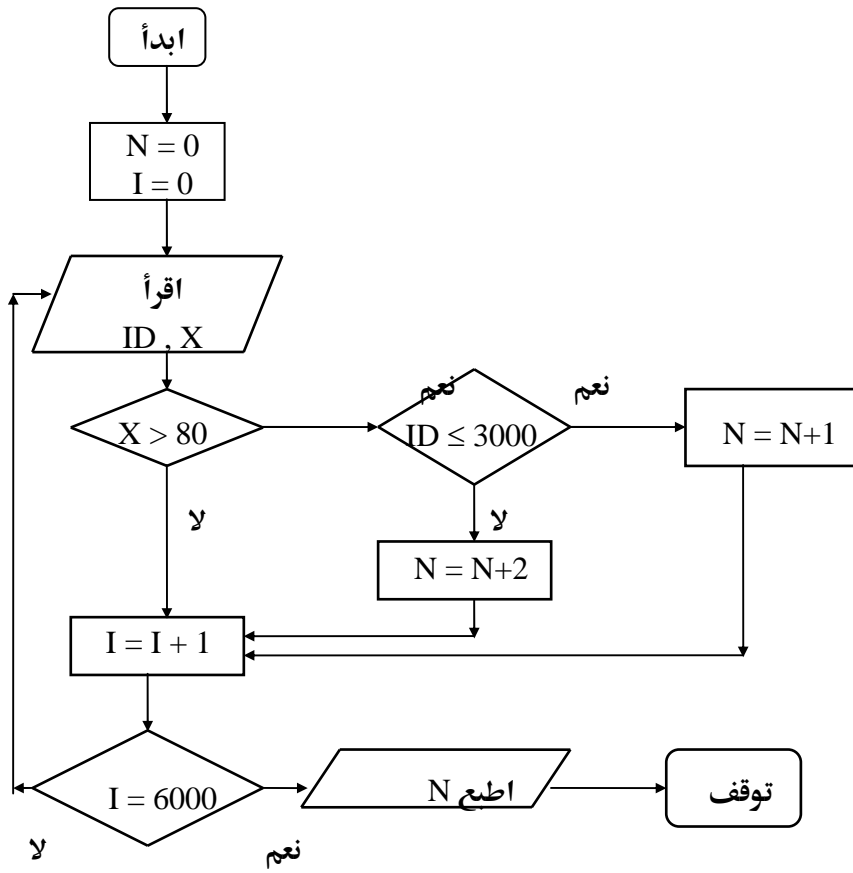 ابدأ
N = 0
I = 0
اقرأ
ID , X
X > 80
نعم
ID ≤ 3000
نعم
N = N+1
لا
لا
N = N+2
I = I + 1
I = 6000
اطبع N
توقف
لا
نعم